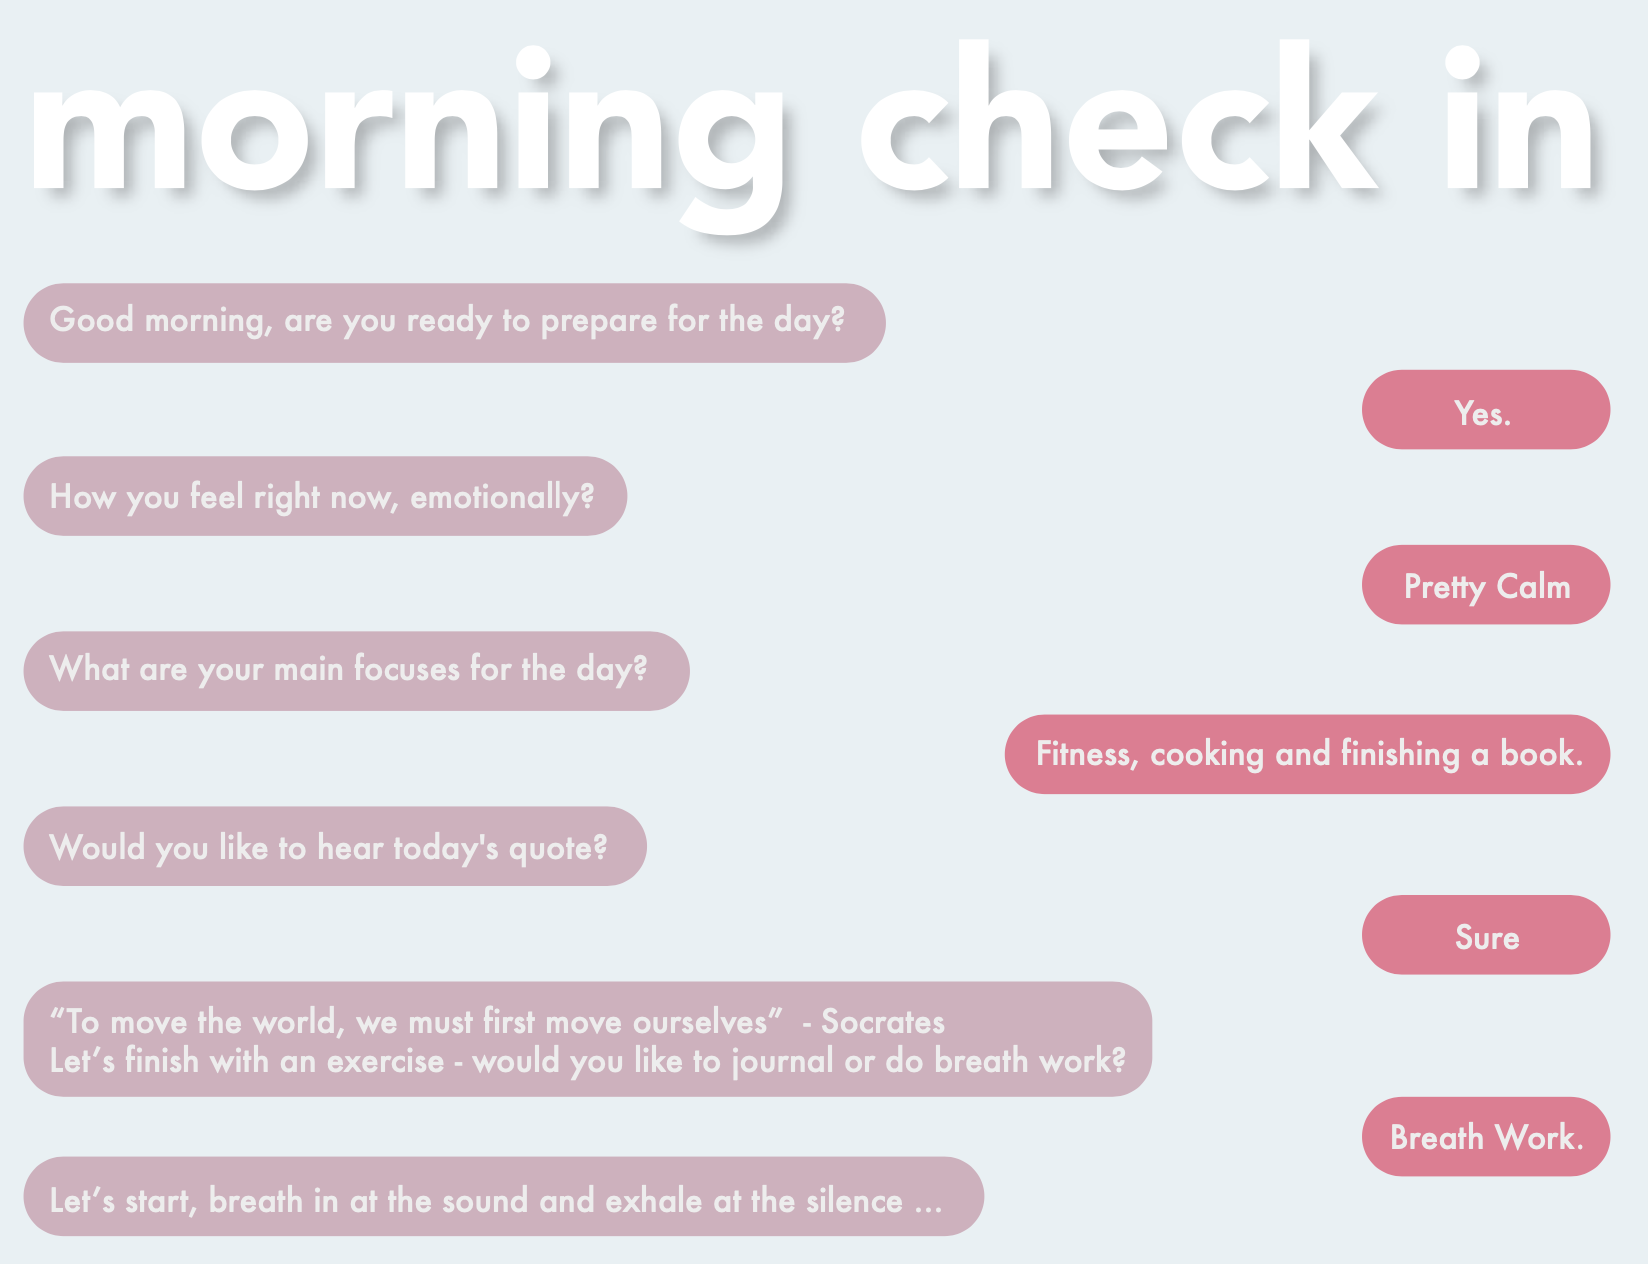 morning check in
Good morning, are you ready to prepare for the day?
Yes.
How you feel right now, emotionally?
Pretty Calm
What are your main focuses for the day?
Fitness, cooking and finishing a book.
Would you like to hear today's quote?
Sure
“To move the world, we must first move ourselves”  - Socrates
Let’s finish with an exercise - would you like to journal or do breath work?
Breath Work.
Let’s start, breath in at the sound and exhale at the silence ...